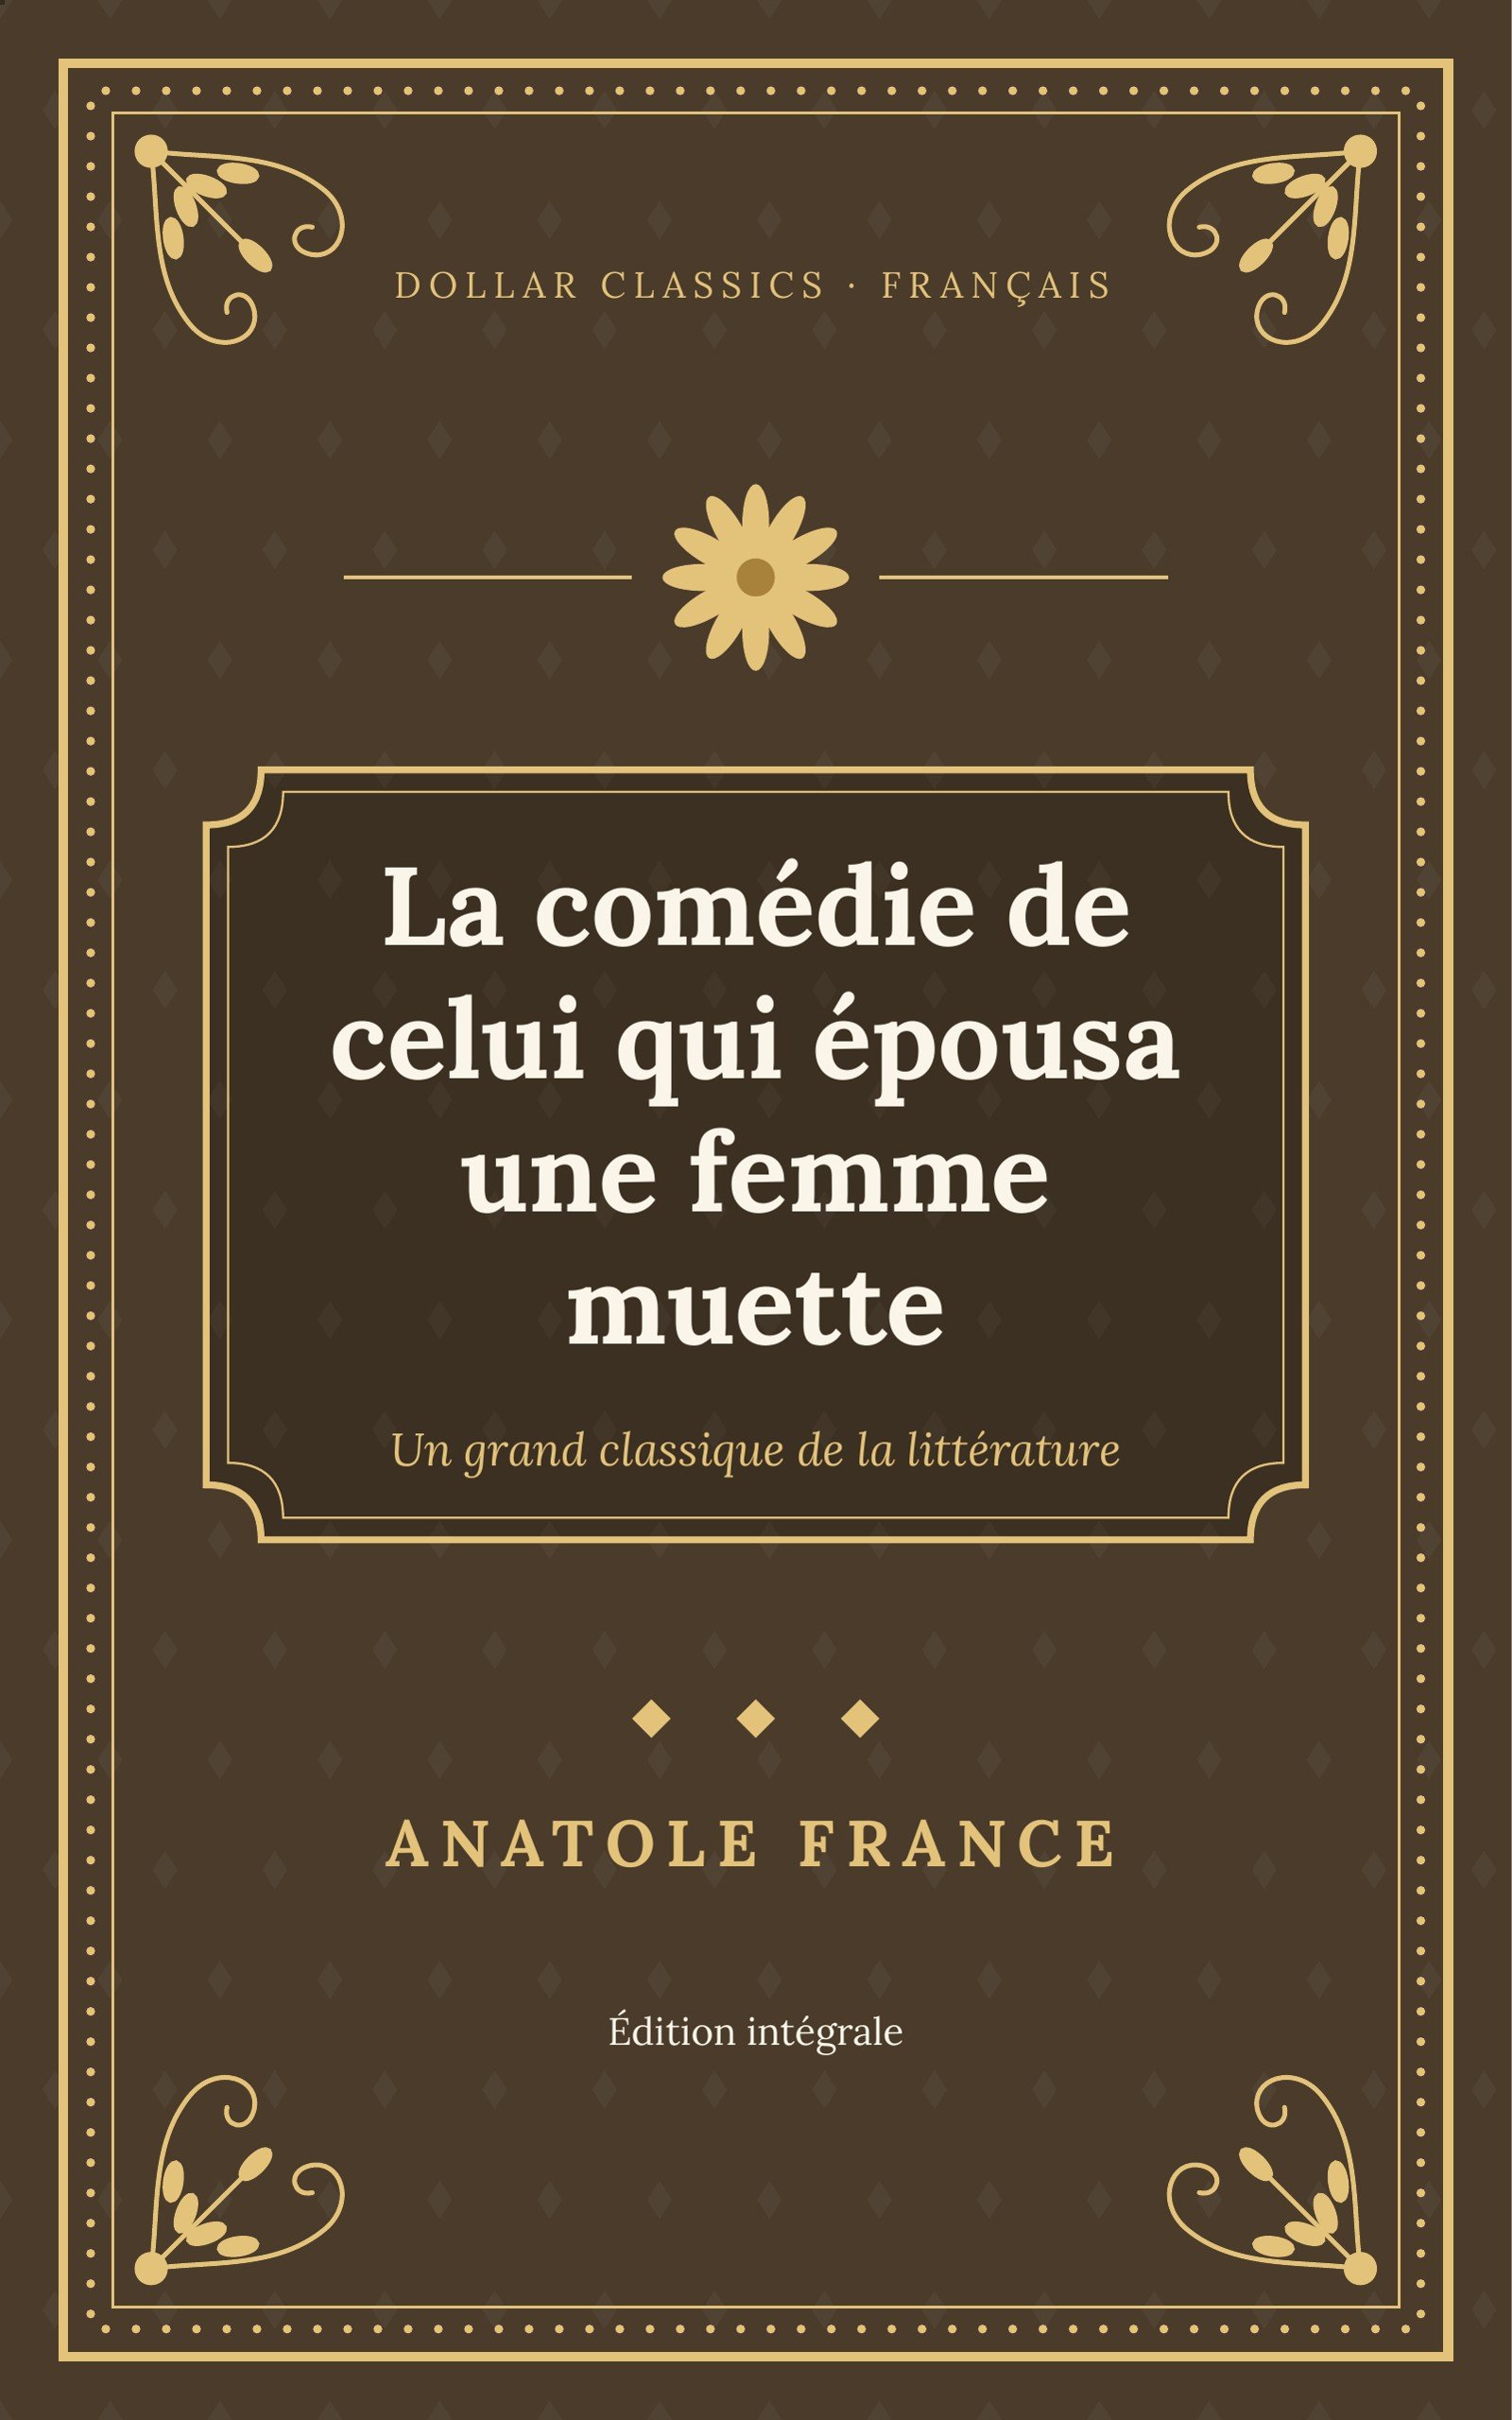 DOLLAR CLASSICS · FRANÇAIS
La comédie de
celui qui épousa
une femme
muette
Un grand classique de la littérature
ANATOLE FRANCE
Édition intégrale